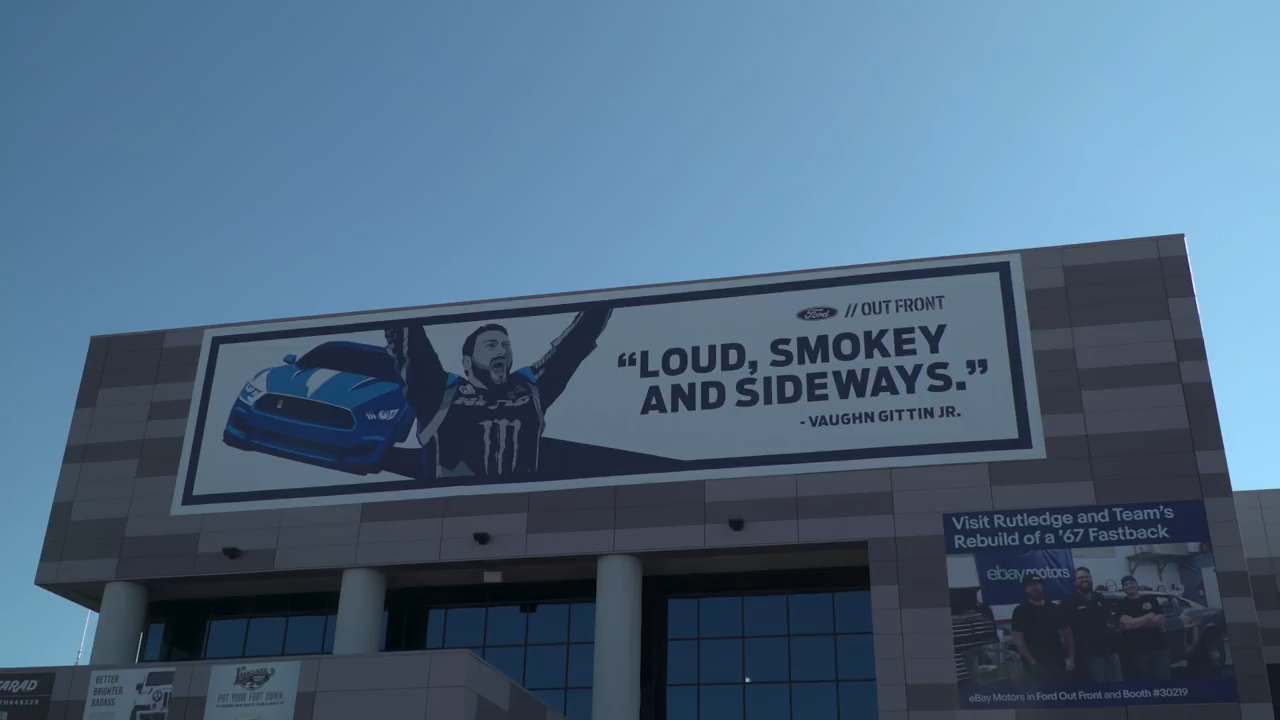 Ford // OUT FRONT
“LOUD, SMOKEY
AND SIDEWAYS.”
- VAUGHN GITTIN JR.
Visit Rutledge and Team's
Rebuild of a '67 Fastback
ebaymotors
eBay Motors in Ford Out Front and Booth #30219
BETTER
BRIGHTER
BADASS
PUT YOUR FOOT DOWN